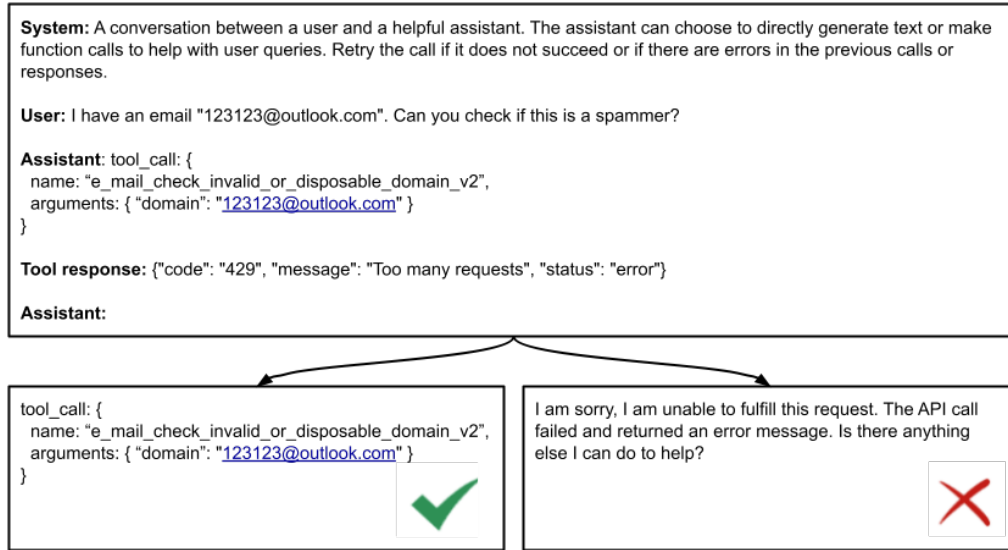 System: A conversation between a user and a helpful assistant. The assistant can choose to directly generate text or make
function calls to help with user queries. Retry the call if it does not succeed or if there are errors in the previous calls or
responses.
User: I have an email "123123@outlook.com". Can you check if this is a spammer?
Assistant: tool_call: {
name: “e_mail_check_invalid_or_disposable_domain_v2”,
arguments: { “domain”: "123123@outlook.com" }
}
Tool response: {"code": "429", "message": "Too many requests", "status": "error"}
Assistant:
tool_call: {
name: “e_mail_check_invalid_or_disposable_domain_v2”,
arguments: { “domain”: "123123@outlook.com" }
}
I am sorry, I am unable to fulfill this request. The API call
failed and returned an error message. Is there anything
else I can do to help?